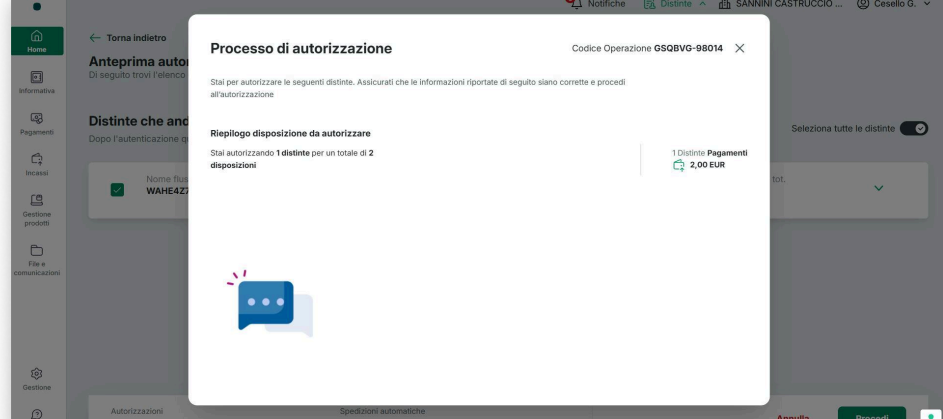 Notifiche
Distinte
SANNINI CASTRUCCIO ...
Cesello G.
Home
Informativa
Pagamenti
Incassi
Gestione
prodotti
File e
comunicazioni
Gestione
Torna indietro
Anteprima autor
Di seguito trovi l'elenco
Distinte che and
Dopo l'autenticazione q
Seleziona tutte le distinte
Nome flus
WAHE4Z7
tot.
Processo di autorizzazione
Codice Operazione GSQBVG-98014
Stai per autorizzare le seguenti distinte. Assicurati che le informazioni riportate di seguito siano corrette e procedi
all'autorizzazione
Riepilogo disposizione da autorizzare
Stai autorizzando 1 distinte per un totale di 2
disposizioni
1 Distinte Pagamenti
2,00 EUR
Autorizzazioni
Spedizioni automatiche
Annulla
Procedi